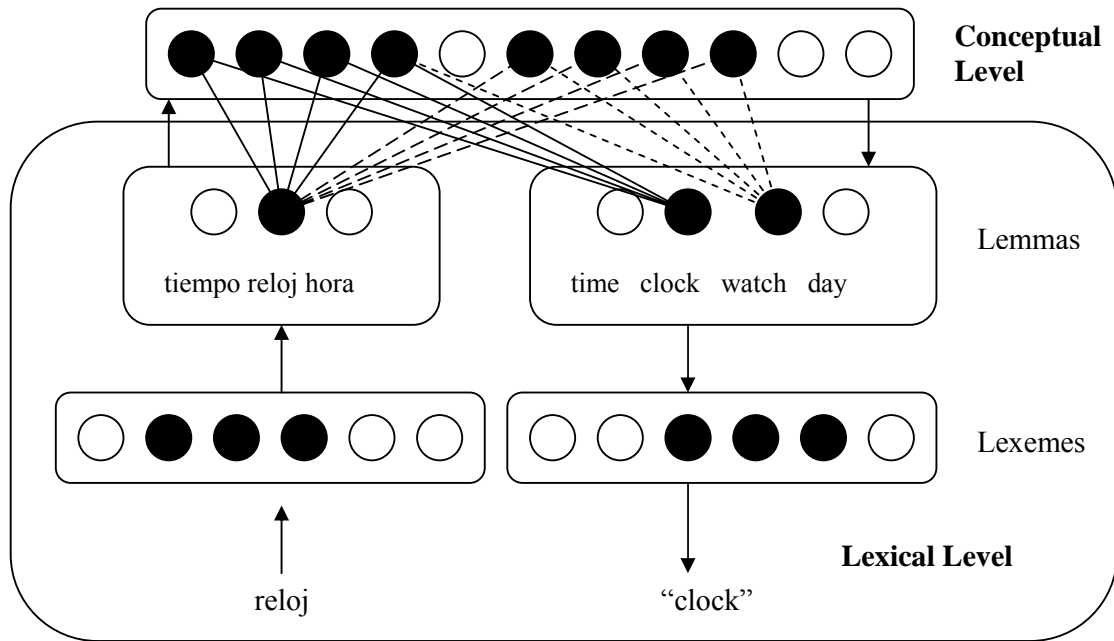 Conceptual
Level
Lemmas
tiempo reloj hora
time clock watch day
Lexemes
Lexical Level
reloj
“clock”